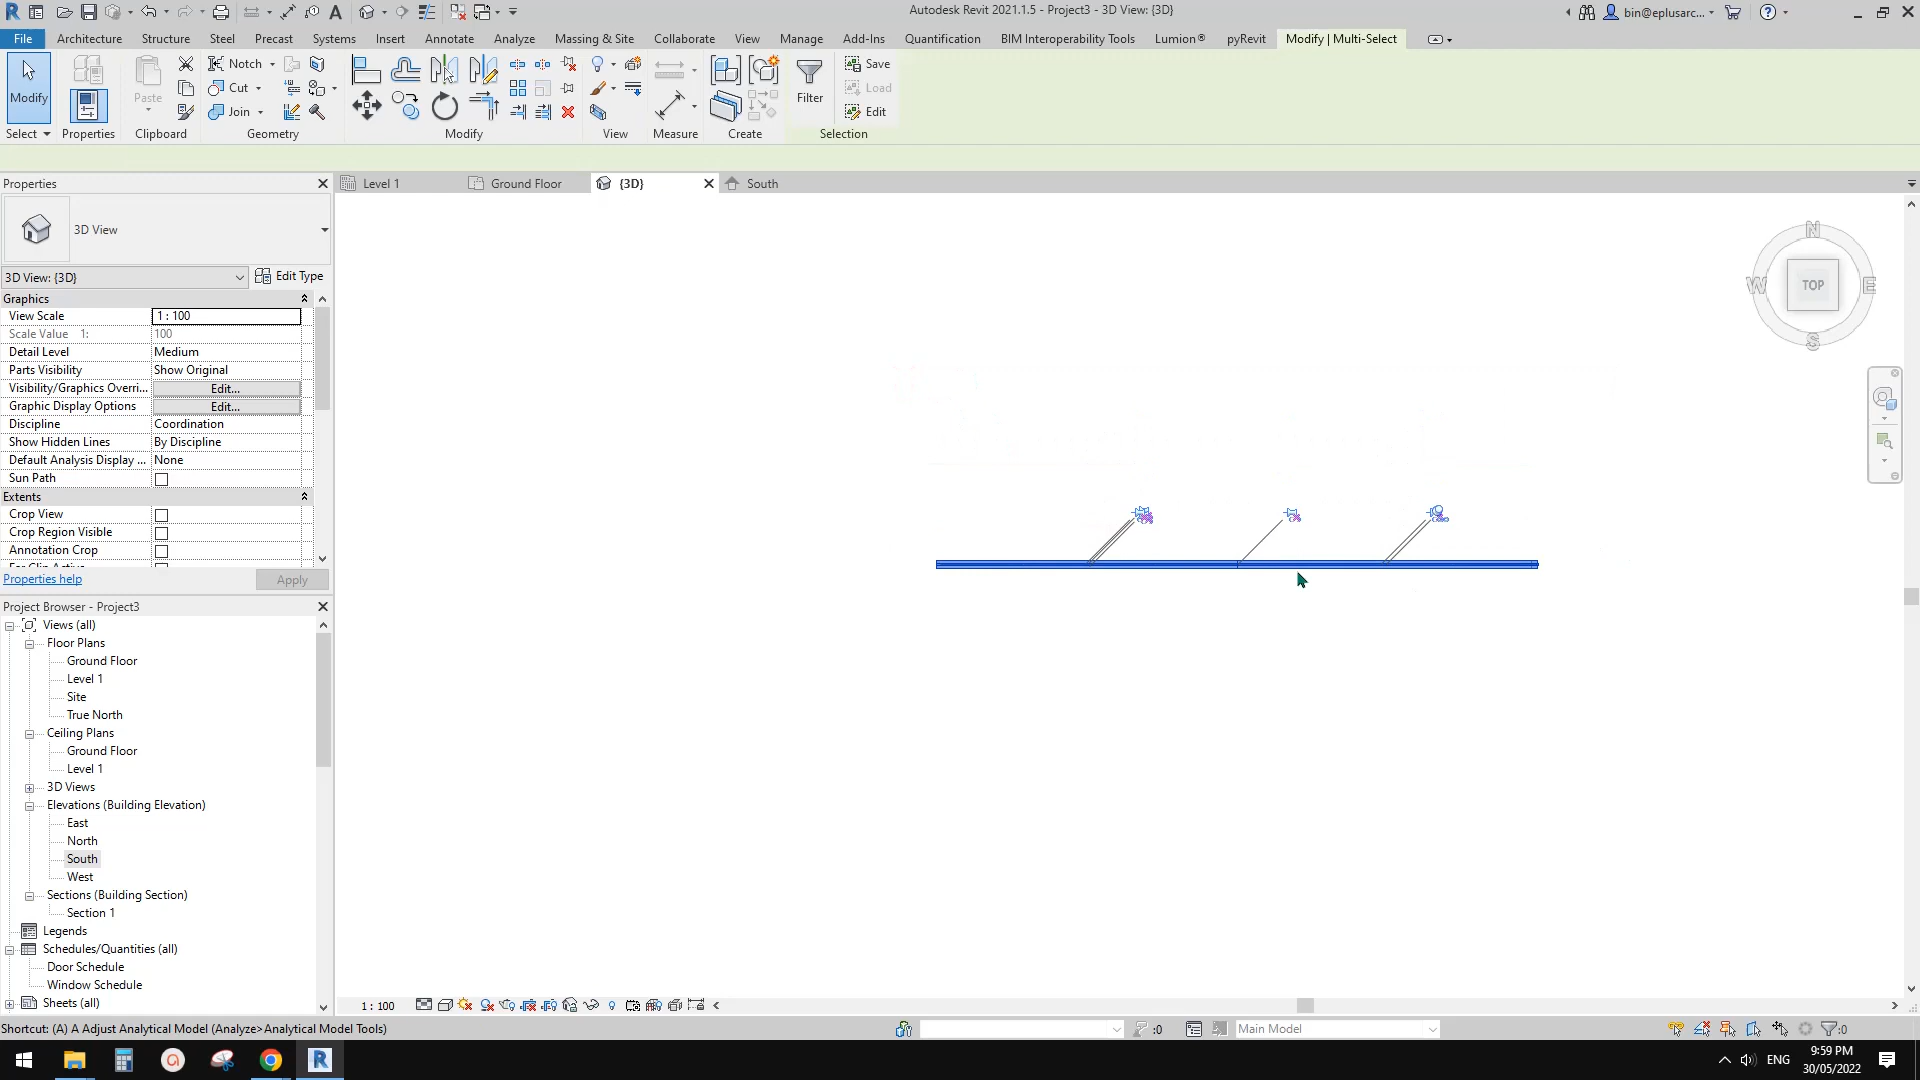 Autodesk Revit 2021.1.5 - Project3 - 3D View: {3D}
bin@eplusarc...
File Architecture Structure Steel Precast Systems Insert Annotate Analyze Massing & Site Collaborate View Manage Add-Ins Quantification BIM Interoperability Tools Lumion® pyRevit Modify | Multi-Select
Modify
Paste
Notch
Cut
Join
Filter
Save
Load
Edit
Select Properties Clipboard Geometry Modify View Measure Create Selection
Properties
Level 1
Ground Floor
{3D}
South
3D View
3D View: {3D}
Edit Type
Graphics
View Scale 1 : 100
Scale Value 1: 100
Detail Level Medium
Parts Visibility Show Original
Visibility/Graphics Overri... Edit...
Graphic Display Options Edit...
Discipline Coordination
Show Hidden Lines By Discipline
Default Analysis Display ... None
Sun Path
Extents
Crop View
Crop Region Visible
Annotation Crop
Properties help
Apply
N
W
TOP
E
S
Project Browser - Project3
Views (all)
Floor Plans
Ground Floor
Level 1
Site
True North
Ceiling Plans
Ground Floor
Level 1
3D Views
Elevations (Building Elevation)
East
North
South
West
Sections (Building Section)
Section 1
Legends
Schedules/Quantities (all)
Door Schedule
Window Schedule
Sheets (all)
1 : 100
Shortcut: (A) A Adjust Analytical Model (Analyze>Analytical Model Tools)
:0
Main Model
:0
ENG
9:59 PM
30/05/2022